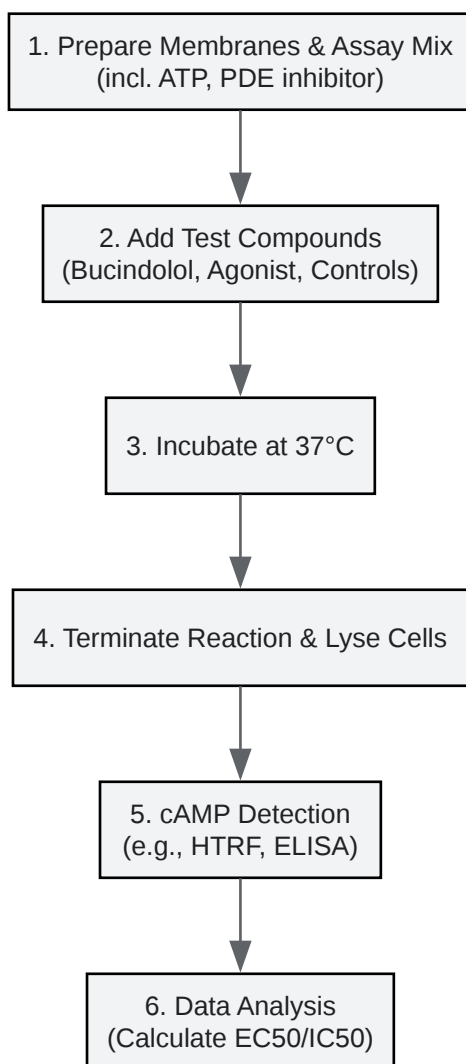 1. Prepare Membranes & Assay Mix
(incl. ATP, PDE inhibitor)
2. Add Test Compounds
(Bucindolol, Agonist, Controls)
3. Incubate at 37°C
4. Terminate Reaction & Lyse Cells
5. cAMP Detection
(e.g., HTRF, ELISA)
6. Data Analysis
(Calculate EC50/IC50)